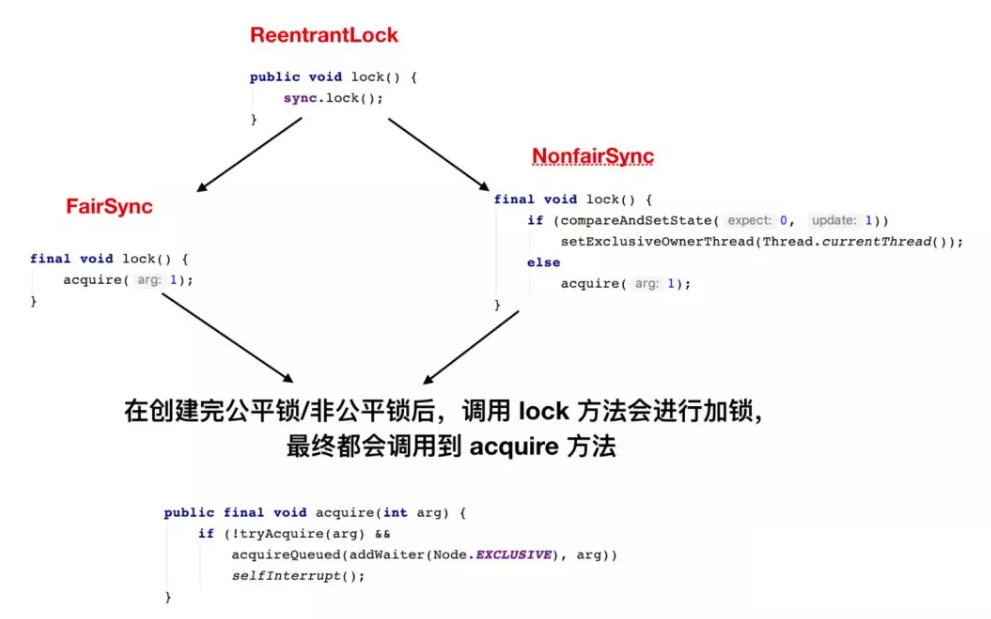 ReentrantLock
public void lock() {
sync.lock();
}
FairSync
final void lock() {
acquire( arg: 1);
}
NonfairSync
final void lock() {
if (compareAndSetState( expect: 0, update: 1))
setExclusiveOwnerThread(Thread.currentThread());
else
acquire( arg: 1);
}
在创建完公平锁/非公平锁后，调用 lock 方法会进行加锁，
最终都会调用到 acquire 方法
public final void acquire(int arg) {
if (!tryAcquire(arg) &&
acquireQueued(addWaiter(Node.EXCLUSIVE), arg))
selfInterrupt();
}